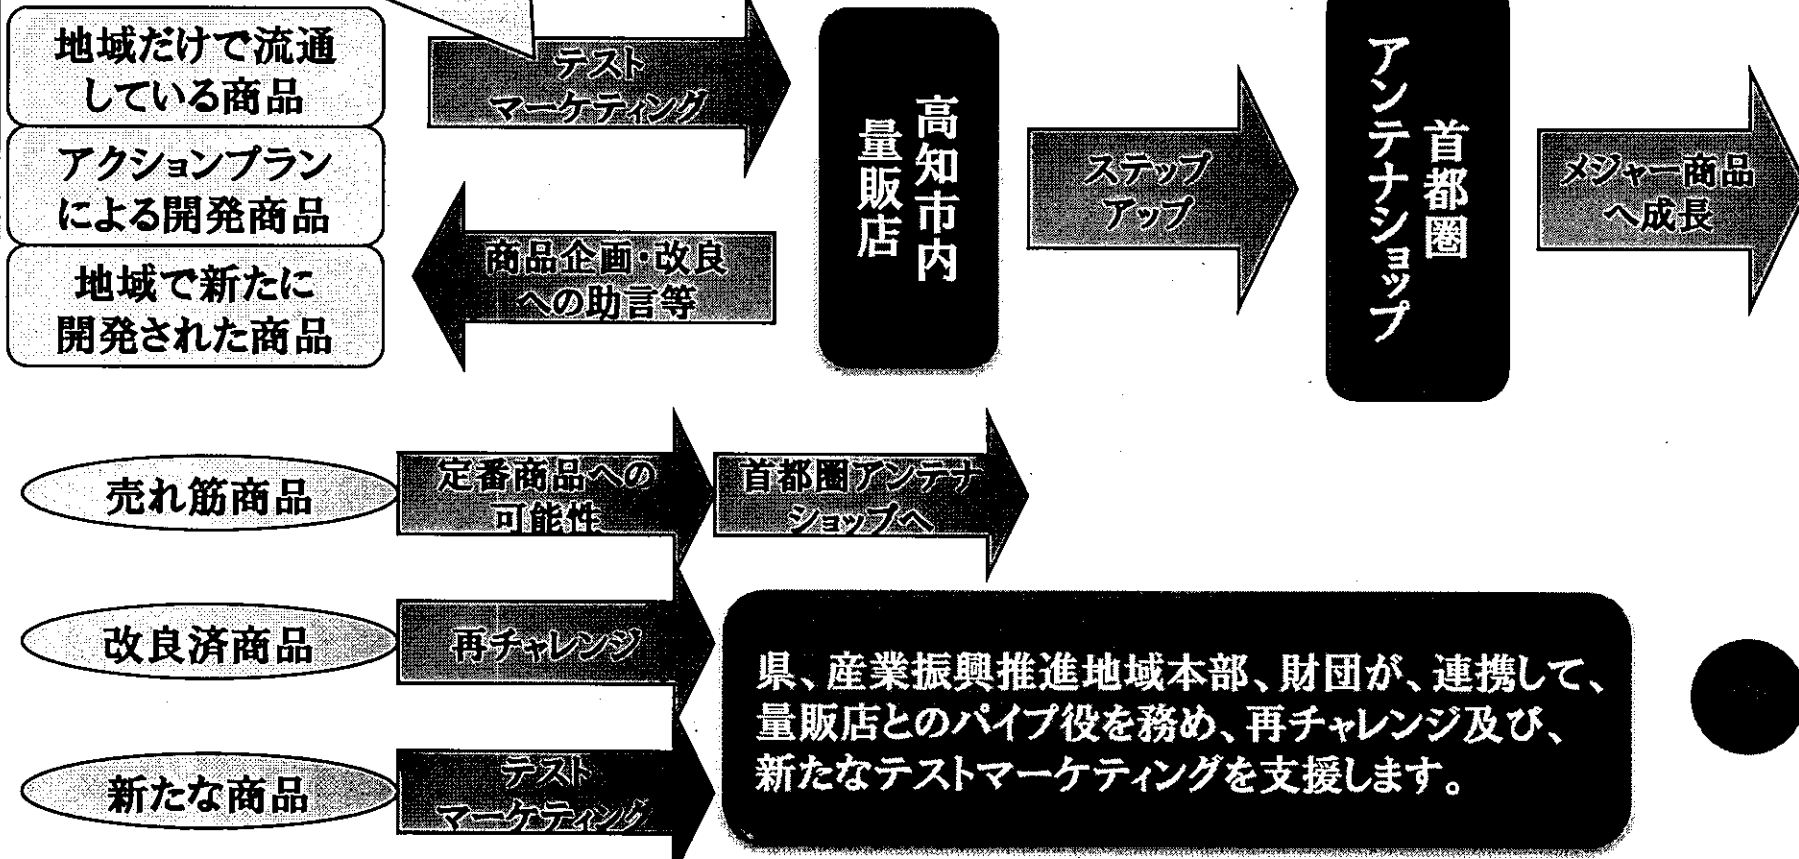 地域だけで流通
している商品
アクションプラン
による開発商品
地域で新たに
開発された商品
テスト
マーケティング
商品企画・改良
への助言等
高知市内
量販店
ステップ
アップ
首都圏
アンテナショップ
メジャー商品
へ成長
売れ筋商品
定番商品への
可能性
首都圏アンテナ
ショップへ
改良済商品
再チャレンジ
新たな商品
テスト
マーケティング
県、産業振興推進地域本部、財団が、連携して、
量販店とのパイプ役を務め、再チャレンジ及び、
新たなテストマーケティングを支援します。